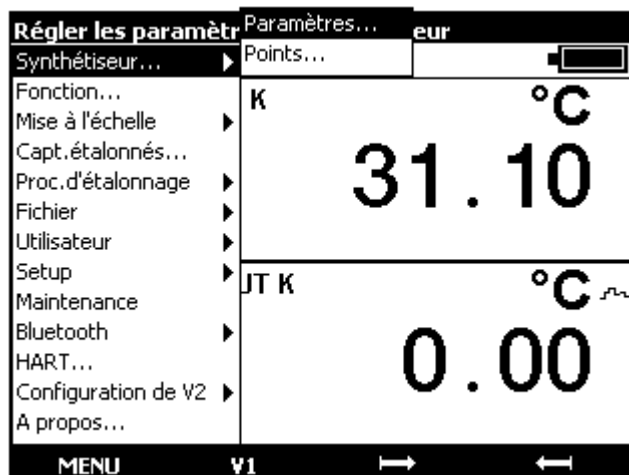 Régler les paramètr
eur
Paramètres...
Points...
Synthétiseur...
Fonction...
Mise à l'échelle
Capt.étalonnés...
Proc.d'étalonnage
Fichier
Utilisateur
Setup
Maintenance
Bluetooth
HART...
Configuration de V2
A propos...
K
°C
31.10
K
°C
0.00
MENU
V1